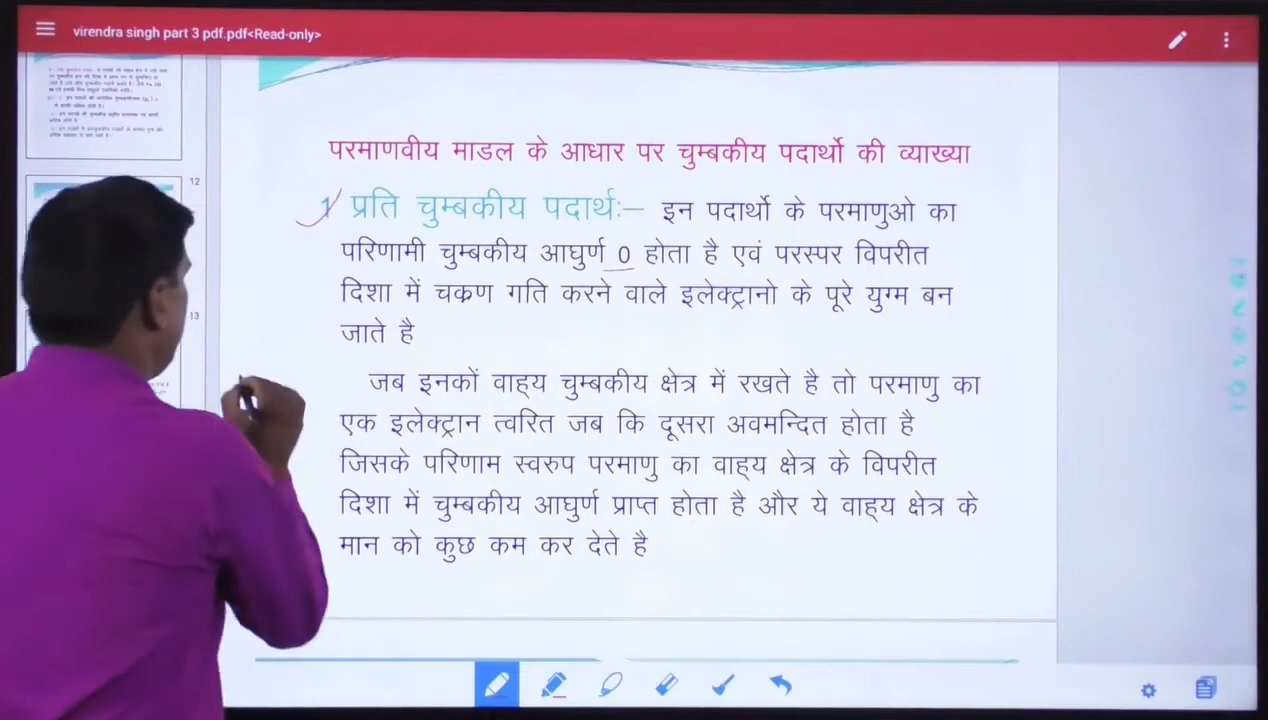 virendra singh part 3 pdf.pdf<Read-only>
परमाणवीय माडल के आधार पर चुम्बकीय पदार्थो की व्याख्या
1 प्रति चुम्बकीय पदार्थः– इन पदार्थो के परमाणुओ का
परिणामी चुम्बकीय आघुर्ण 0 होता है एवं परस्पर विपरीत
दिशा में चक्रण गति करने वाले इलेक्ट्रानो के पूरे युग्म बन
जाते है
जब इनकों वाह्य चुम्बकीय क्षेत्र में रखते है तो परमाणु का
एक इलेक्ट्रान त्वरित जब कि दूसरा अवमन्दित होता है
जिसके परिणाम स्वरुप परमाणु का वाह्य क्षेत्र के विपरीत
दिशा में चुम्बकीय आघुर्ण प्राप्त होता है और ये वाह्य क्षेत्र के
मान को कुछ कम कर देते है
12
13